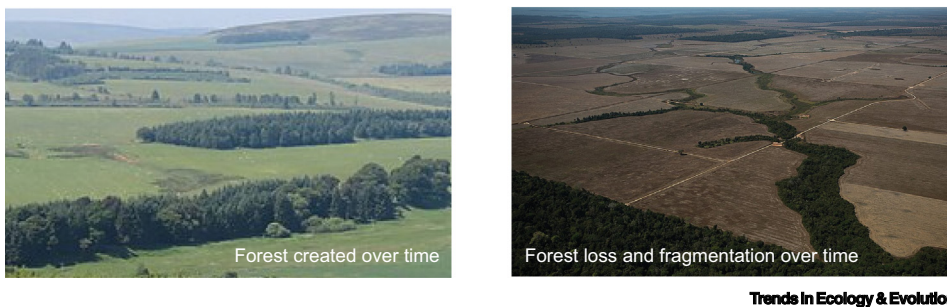 Forest created over time
Forest loss and fragmentation over time
Trends in Ecology & Evolutio